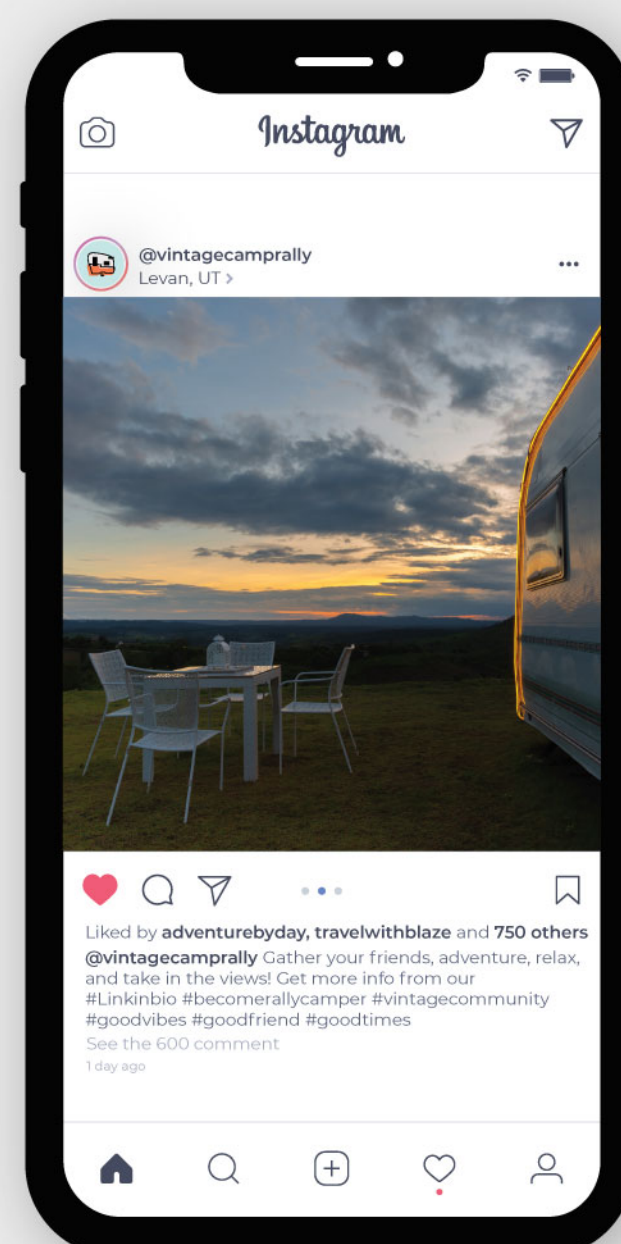 Instagram
@vintagecamprally
Levan, UT >
Liked by adventurebyday, travelwithblaze and 750 others
@vintagecamprally Gather your friends, adventure, relax,
and take in the views! Get more info from our
#Linkinbio #becomerallycamper #vintagecommunity
#goodvibes #goodfriend #goodtimes
See the 600 comment
1 day ago